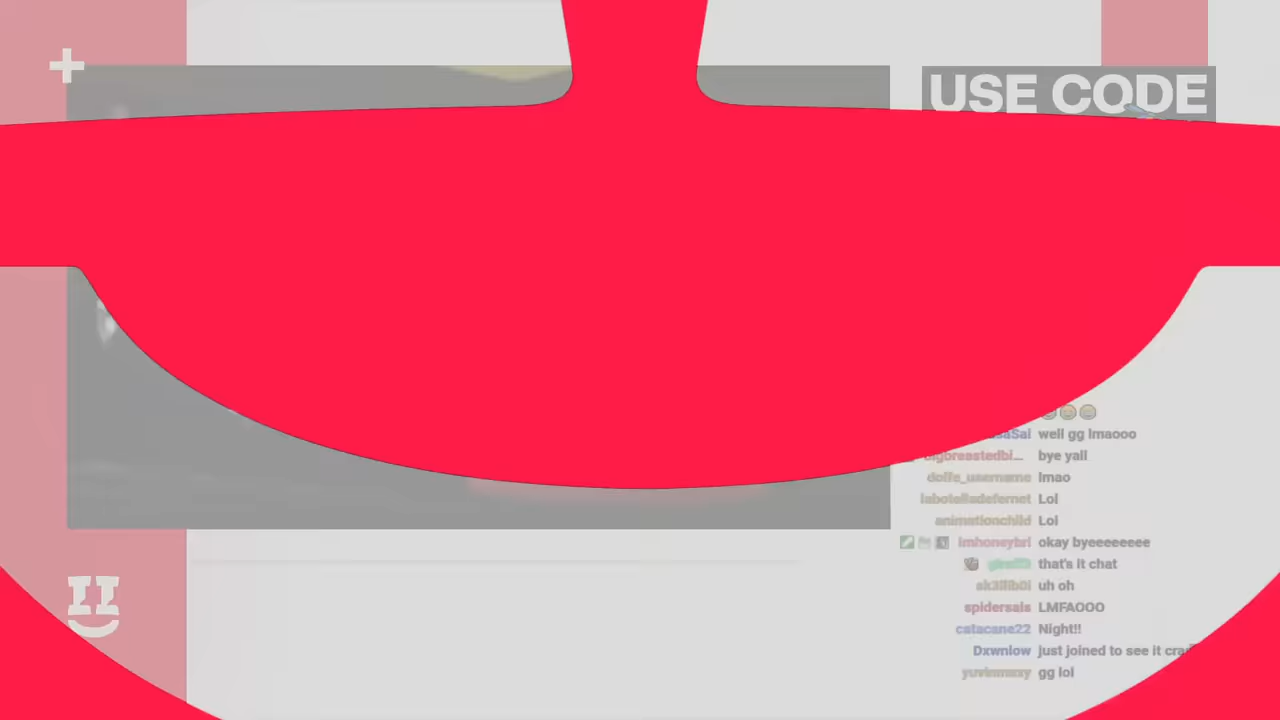 USE CODE
well gg lmaooo
bye yall
doffe_username lmao
labotelladefernet Lol
animationchild Lol
imhoneybri okay byeeeeeeee
that's it chat
uh oh
spidersals LMFAOOO
catacane22 Night!!
Dxwnlow just joined to see it
gg lol